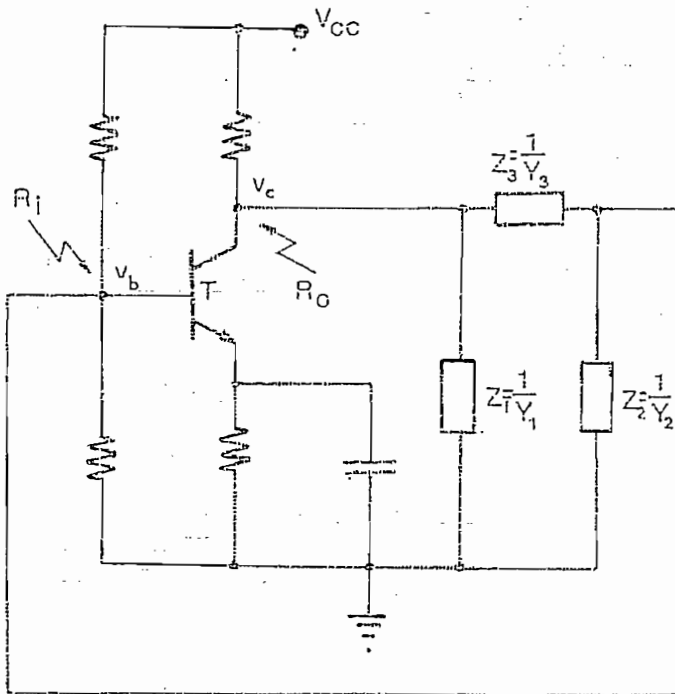 VCC
Z3=1/Y3
Ri
vc
vb
T
Ro
Z1=1/Y1
Z2=1/Y2